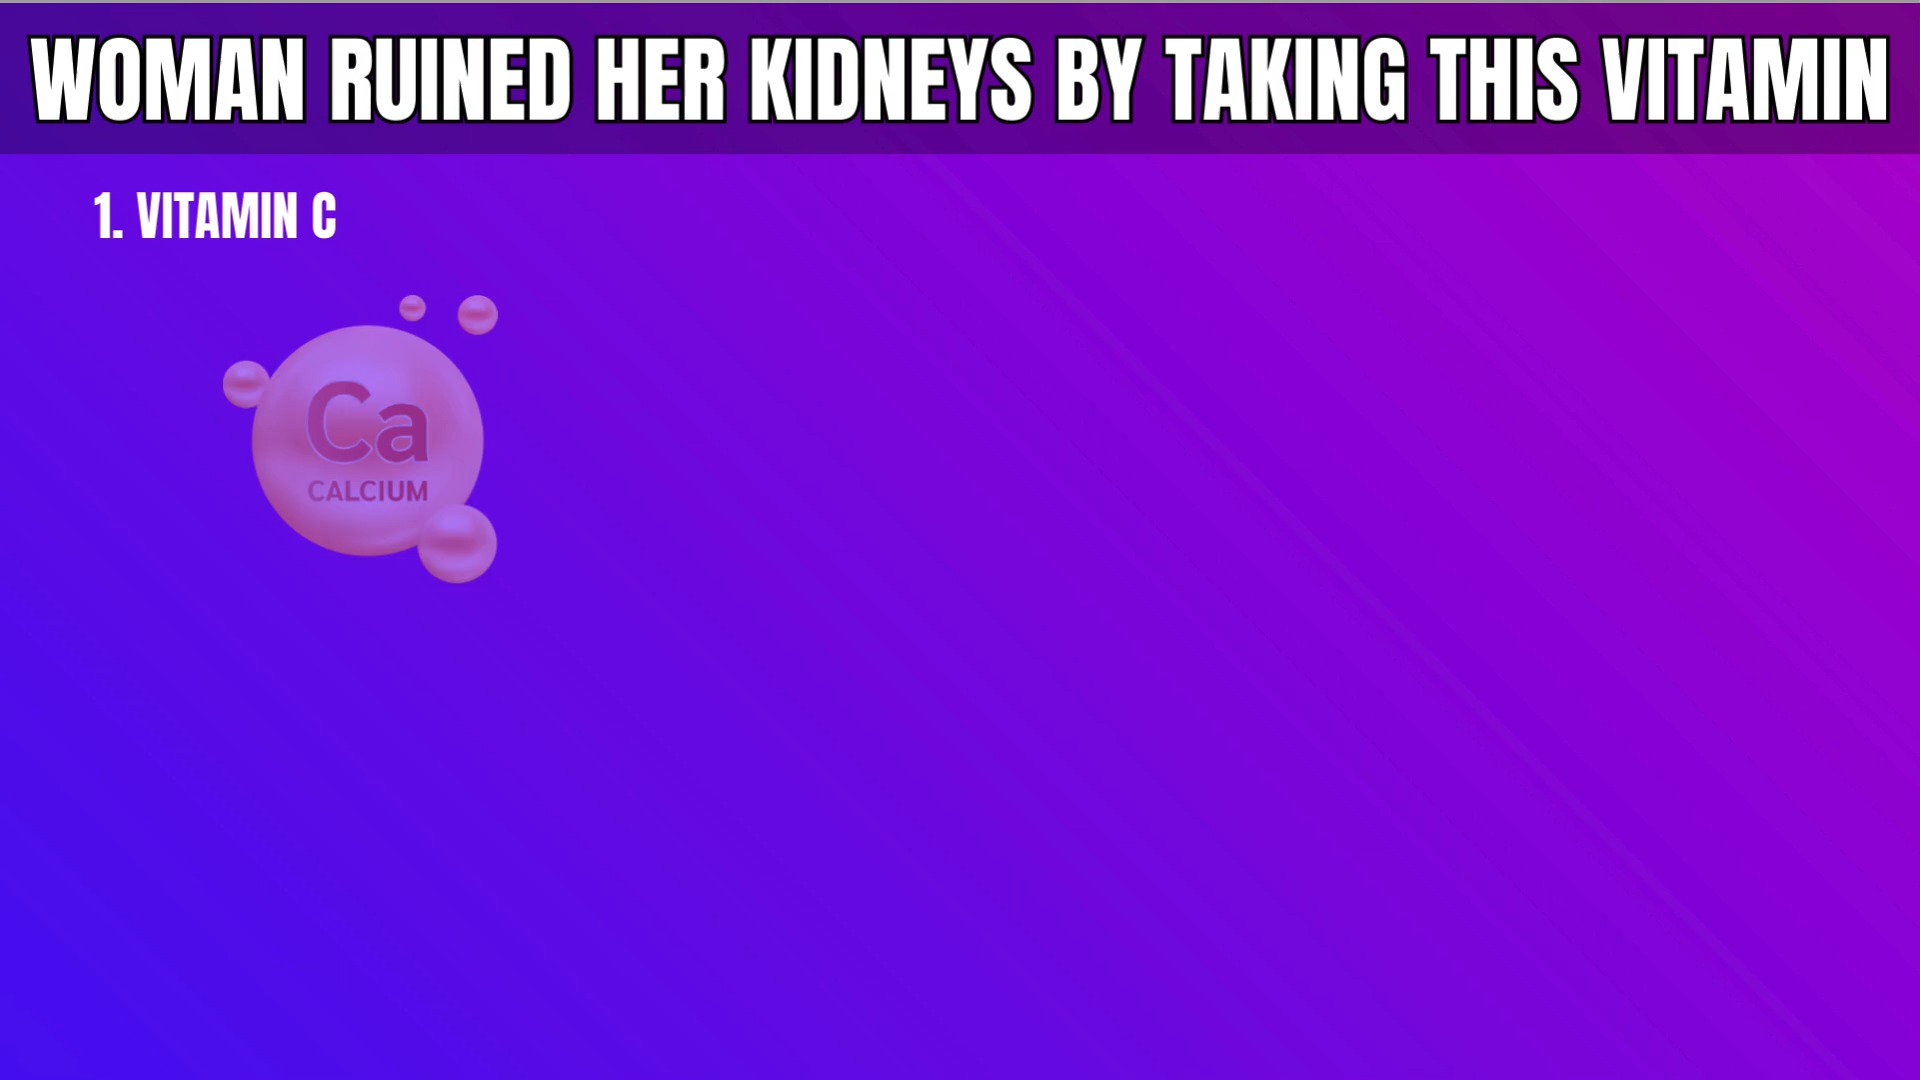 WOMAN RUINED HER KIDNEYS BY TAKING THIS VITAMIN
1. VITAMIN C
Ca
CALCIUM